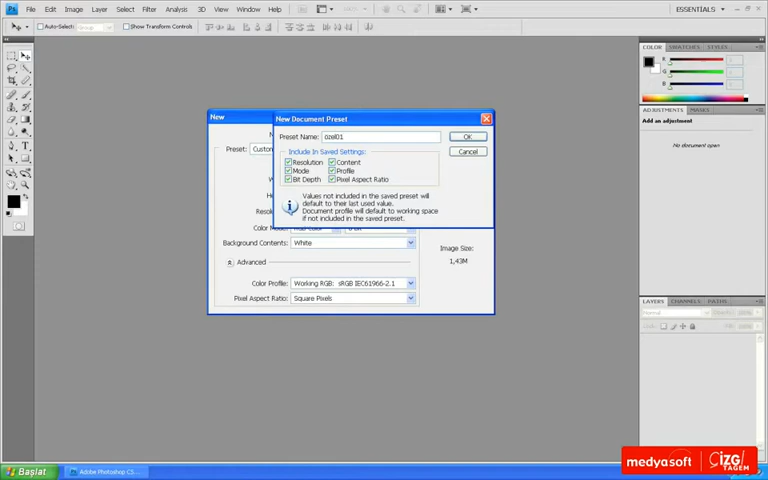 File Edit Image Layer Select Filter Analysis 3D View Window Help
ESSENTIALS
Auto-Select: Group Show Transform Controls
New
New Document Preset
Preset Name: özel01
OK
Cancel
Include In Saved Settings:
Resolution Content
Mode Profile
Bit Depth Pixel Aspect Ratio
Values not included in the saved preset will
default to their last used value.
Document profile will default to working space
if not included in the saved preset.
Preset: Custom
Background Contents: White
Image Size:
1,43M
Advanced
Color Profile: Working RGB: sRGB IEC61966-2.1
Pixel Aspect Ratio: Square Pixels
COLOR SWATCHES STYLES
R
G
B
ADJUSTMENTS MASKS
Add an adjustment
No document open
LAYERS CHANNELS PATHS
Normal
Başlat
Adobe Photoshop CS...
medyasoft
çizgi
TAGEM